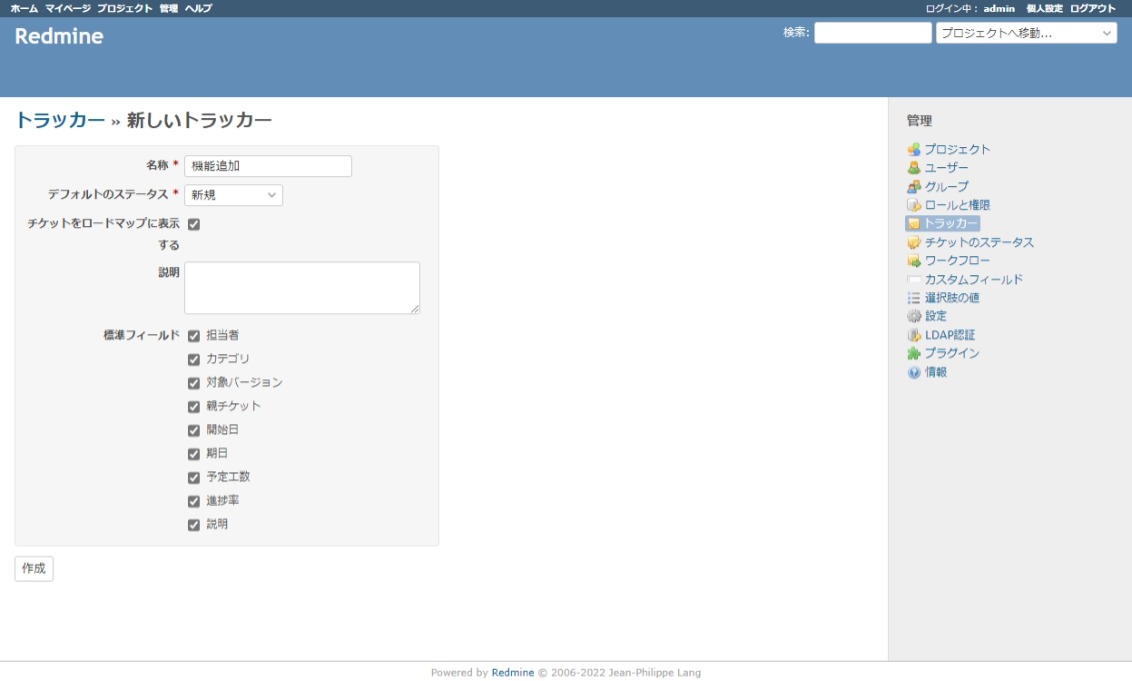 ホーム マイページ プロジェクト 管理 ヘルプ
ログイン中： admin 個人設定 ログアウト
Redmine
検索:
プロジェクトへ移動...
トラッカー » 新しいトラッカー
名称 * 機能追加
デフォルトのステータス * 新規
チケットをロードマップに表示
する
説明
標準フィールド 担当者
カテゴリ
対象バージョン
親チケット
開始日
期日
予定工数
進捗率
説明
作成
管理
プロジェクト
ユーザー
グループ
ロールと権限
トラッカー
チケットのステータス
ワークフロー
カスタムフィールド
選択肢の値
設定
LDAP認証
プラグイン
情報
Powered by Redmine © 2006-2022 Jean-Philippe Lang